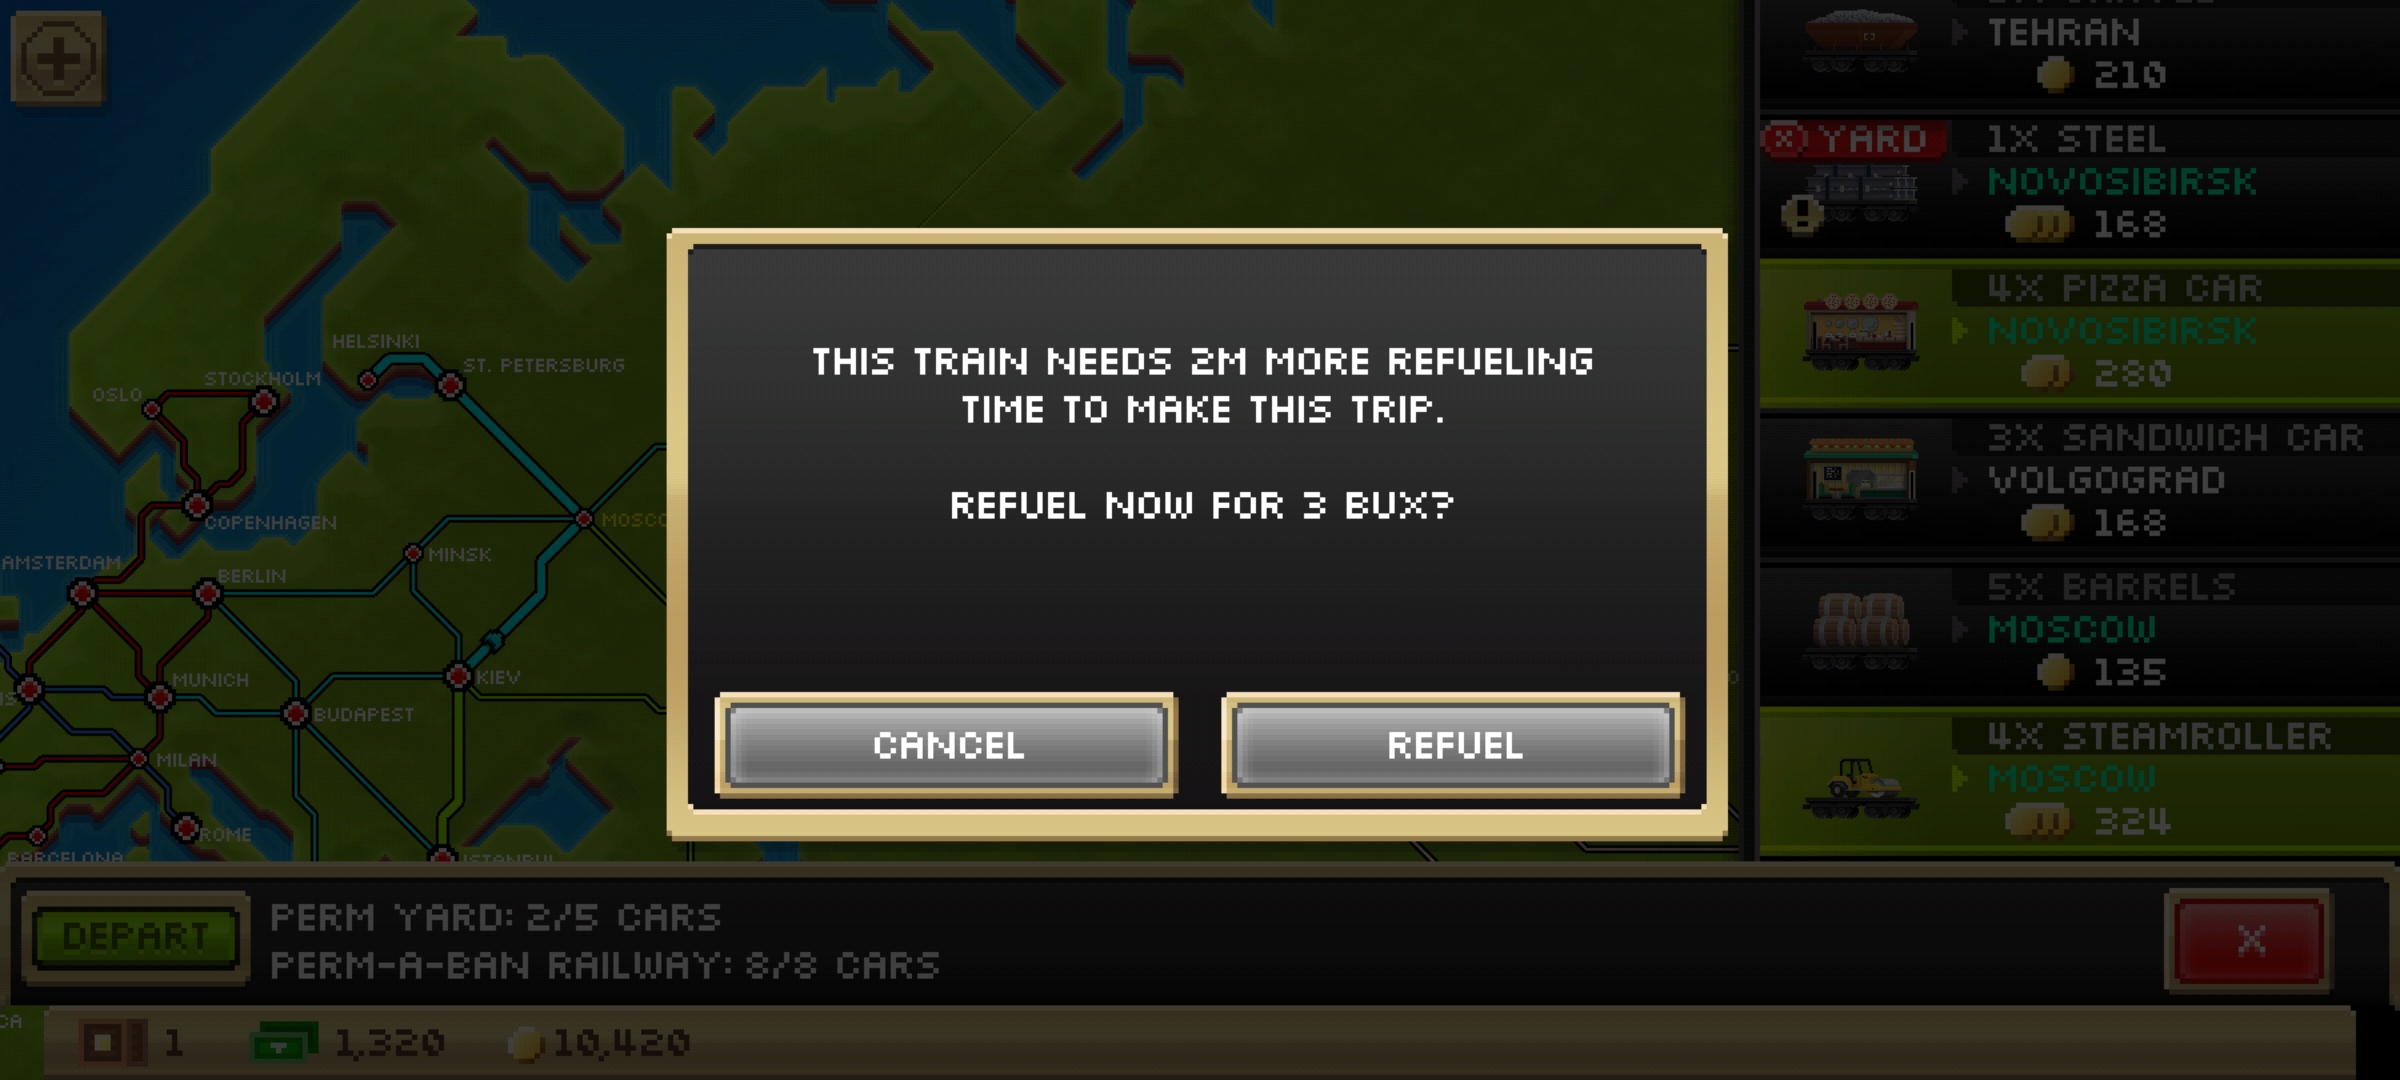 THIS TRAIN NEEDS 2M MORE REFUELING
TIME TO MAKE THIS TRIP.
REFUEL NOW FOR 3 BUX?
CANCEL
REFUEL
HELSINKI
ST. PETERSBURG
STOCKHOLM
OSLO
COPENHAGEN
MOSCO
MINSK
AMSTERDAM
BERLIN
MUNICH
KIEV
BUDAPEST
MILAN
ROME
BARCELONA
ISTANBUL
TEHRAN
210
YARD
1X STEEL
NOVOSIBIRSK
168
4X PIZZA CAR
NOVOSIBIRSK
280
3X SANDWICH CAR
VOLGOGRAD
168
5X BARRELS
MOSCOW
135
4X STEAMROLLER
MOSCOW
324
DEPART
PERM YARD: 2/5 CARS
PERM-A-BAN RAILWAY: 8/8 CARS
X
CA
1
1,320
10,420